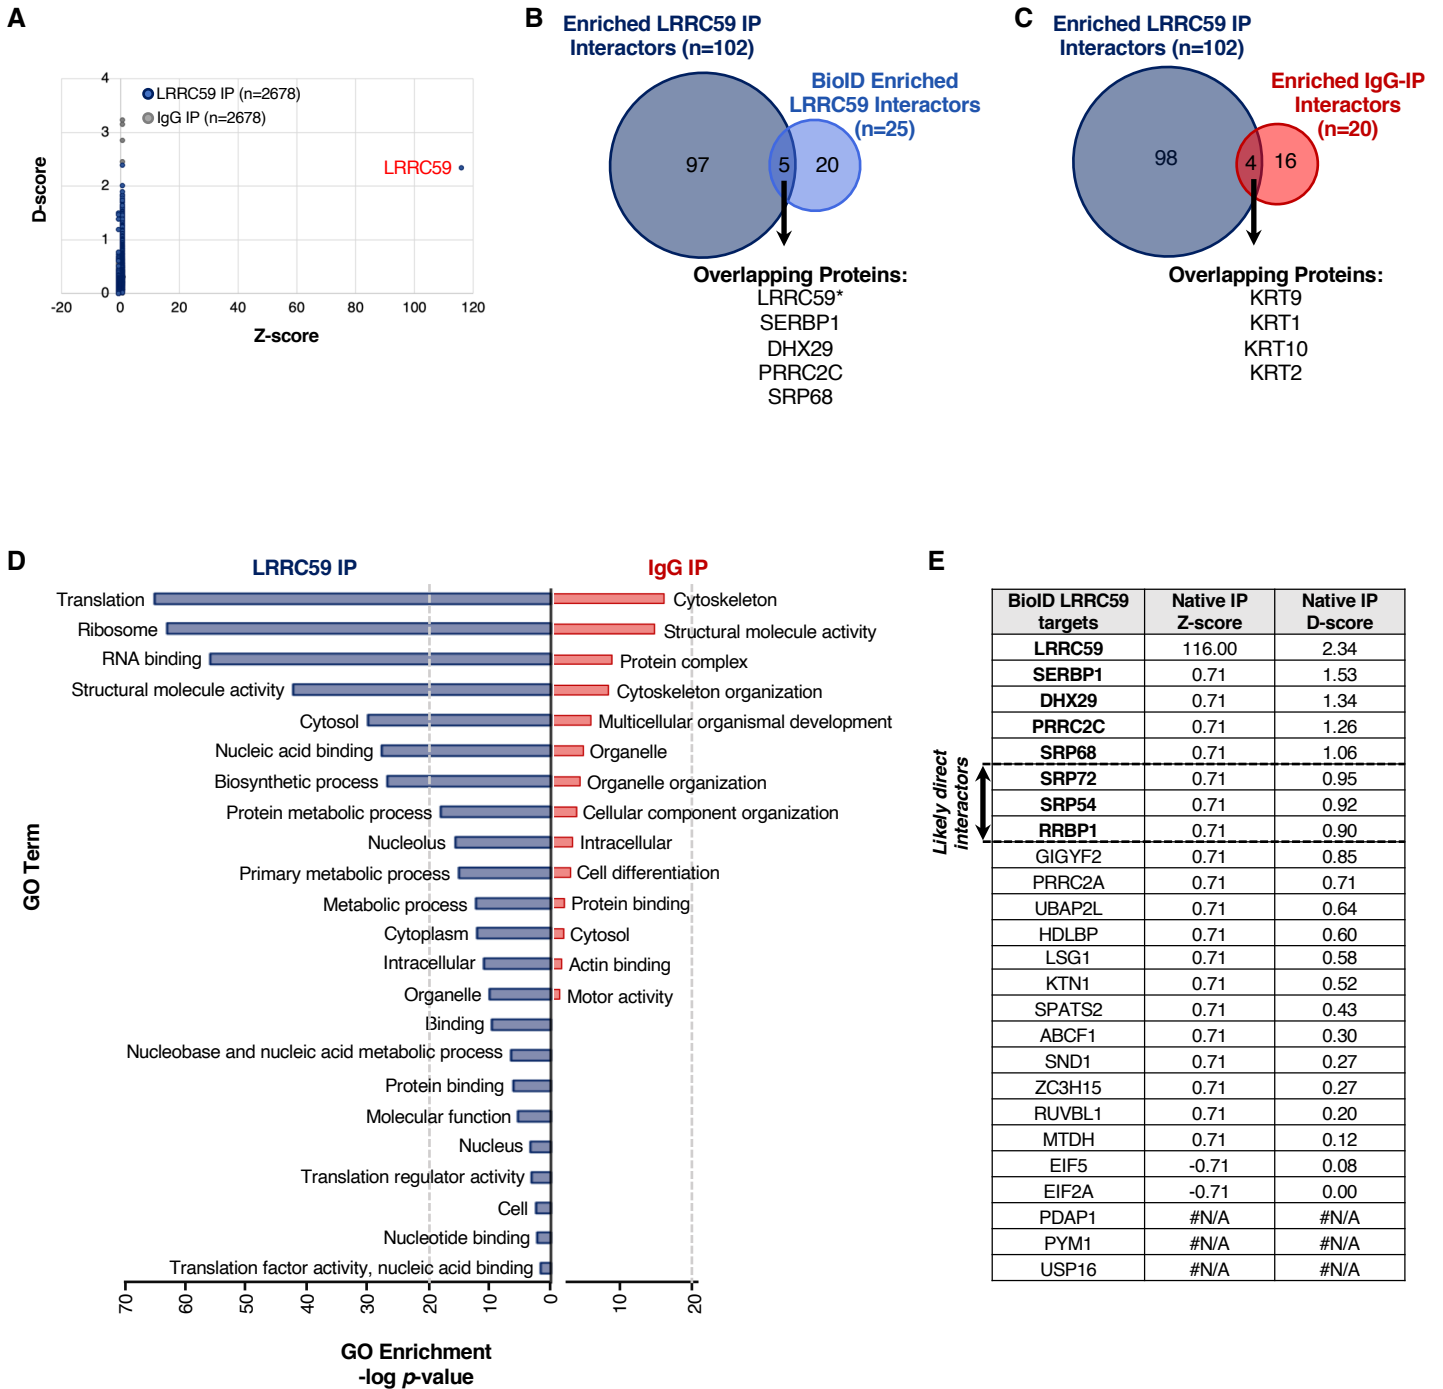 A
4
3
2
1
0
-20
0
20
40
60
80
100
120
D-score
Z-score
LRRC59 IP (n=2678)
IgG IP (n=2678)
LRRC59
B
Enriched LRRC59 IP
Interactors (n=102)
BioID Enriched
LRRC59 Interactors
(n=25)
97
5
20
Overlapping Proteins:
LRRC59*
SERBP1
DHX29
PRRC2C
SRP68
C
Enriched LRRC59 IP
Interactors (n=102)
Enriched IgG-IP
Interactors
(n=20)
98
4
16
Overlapping Proteins:
KRT9
KRT1
KRT10
KRT2
D
LRRC59 IP
IgG IP
GO Term
Translation
Ribosome
RNA binding
Structural molecule activity
Cytosol
Nucleic acid binding
Biosynthetic process
Protein metabolic process
Nucleolus
Primary metabolic process
Metabolic process
Cytoplasm
Intracellular
Organelle
Binding
Nucleobase and nucleic acid metabolic process
Protein binding
Molecular function
Nucleus
Translation regulator activity
Cell
Nucleotide binding
Translation factor activity, nucleic acid binding
Cytoskeleton
Structural molecule activity
Protein complex
Cytoskeleton organization
Multicellular organismal development
Organelle
Organelle organization
Cellular component organization
Intracellular
Cell differentiation
Protein binding
Cytosol
Actin binding
Motor activity
70
60
50
40
30
20
10
0
10
20
GO Enrichment
-log p-value
E
Likely direct
interactors
BioID LRRC59 targets Native IP Z-score Native IP D-score
LRRC59 116.00 2.34
SERBP1 0.71 1.53
DHX29 0.71 1.34
PRRC2C 0.71 1.26
SRP68 0.71 1.06
SRP72 0.71 0.95
SRP54 0.71 0.92
RRBP1 0.71 0.90
GIGYF2 0.71 0.85
PRRC2A 0.71 0.71
UBAP2L 0.71 0.64
HDLBP 0.71 0.60
LSG1 0.71 0.58
KTN1 0.71 0.52
SPATS2 0.71 0.43
ABCF1 0.71 0.30
SND1 0.71 0.27
ZC3H15 0.71 0.27
RUVBL1 0.71 0.20
MTDH 0.71 0.12
EIF5 -0.71 0.08
EIF2A -0.71 0.00
PDAP1 #N/A #N/A
PYM1 #N/A #N/A
USP16 #N/A #N/A